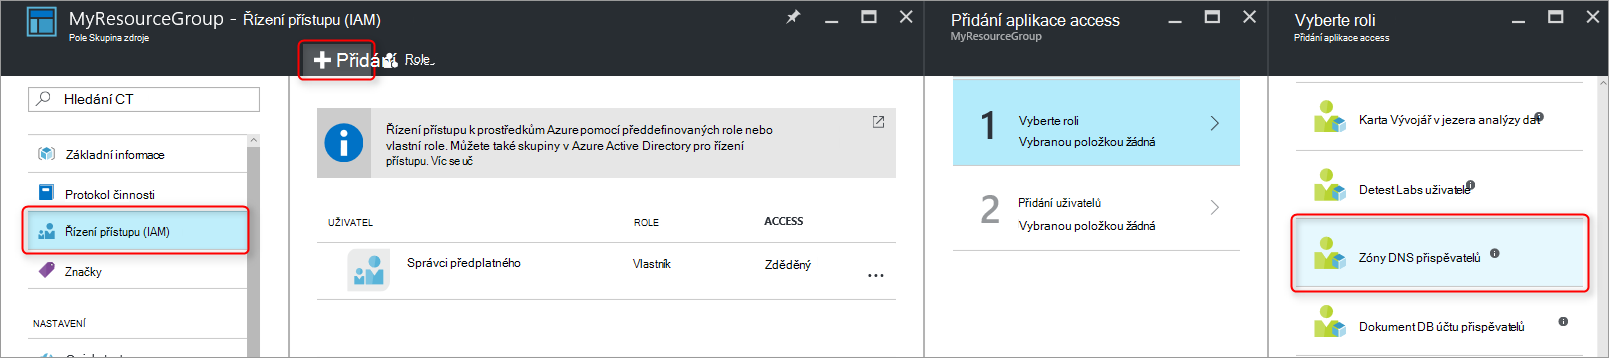 MyResourceGroup - Řízení přístupu (IAM)
Pole Skupina zdroje
Přidání
Role..
Hledání CT
Základní informace
Protokol činnosti
Řízení přístupu (IAM)
Značky
NASTAVENÍ
Řízení přístupu k prostředkům Azure pomocí předdefinovaných role nebo
vlastní role. Můžete také skupiny v Azure Active Directory pro řízení
přístupu. Víc se uč
UŽIVATEL ROLE ACCESS
Správci předplatného Vlastník Zděděný ...
Přidání aplikace access
MyResourceGroup
1 Vyberte roli
Vybranou položku žádná
2 Přidání uživatelů
Vybranou položku žádná
Vyberte roli
Přidání aplikace access
Karta Vývojář v jezera analýzy dat
Detest Labs uživatelé
Zóny DNS přispěvatelů
Dokument DB účtu přispěvatelů